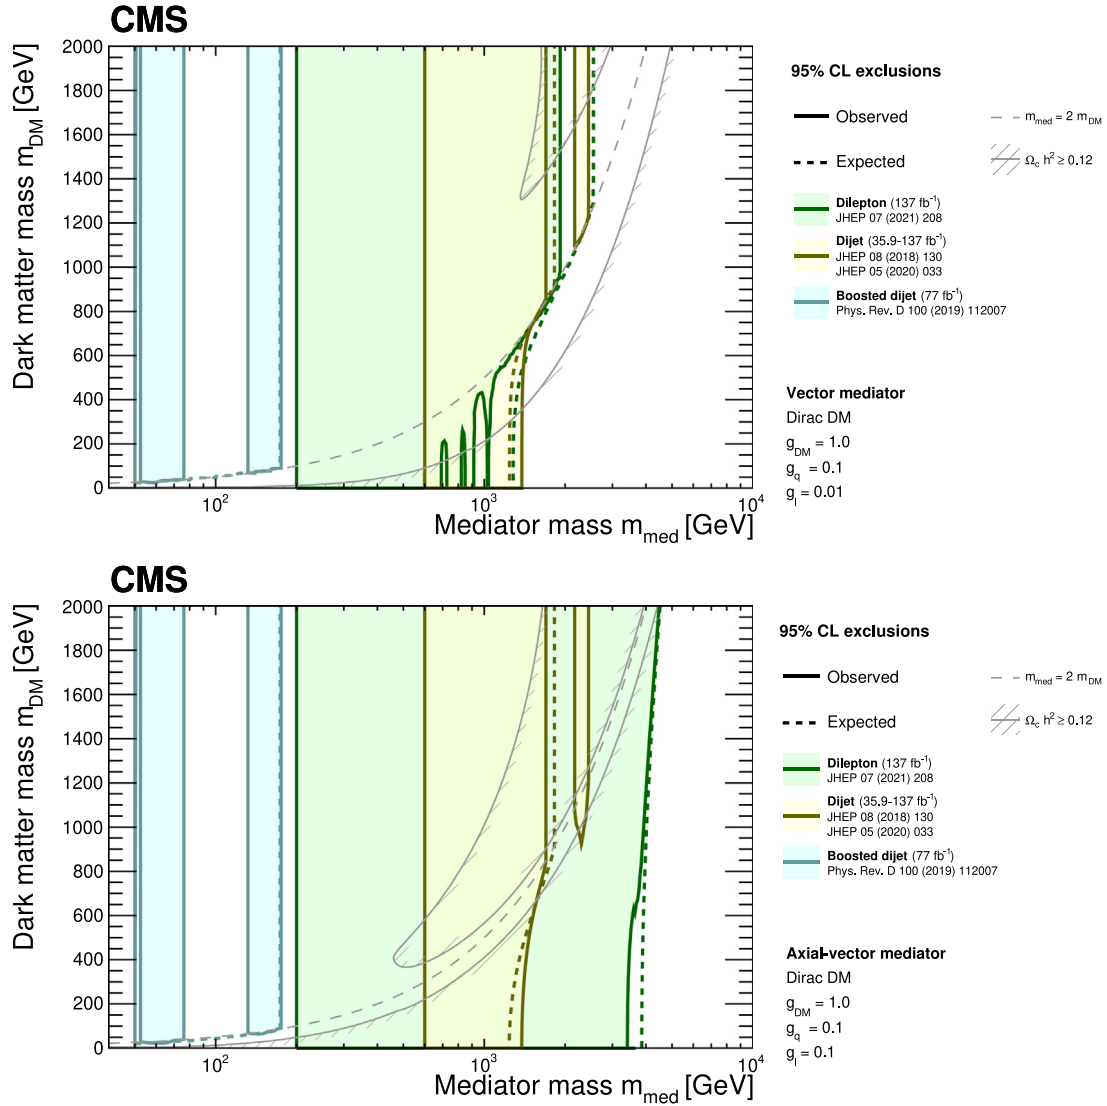 CMS
2000
1800
1600
1400
1200
1000
800
600
400
200
0
Dark matter mass m_DM [GeV]
10^2
10^3
10^4
Mediator mass m_med [GeV]
95% CL exclusions
Observed
m_med = 2 m_DM
Expected
Ω_c h^2 ≥ 0.12
Dilepton (137 fb^-1)
JHEP 07 (2021) 208
Dijet (35.9-137 fb^-1)
JHEP 08 (2018) 130
JHEP 05 (2020) 033
Boosted dijet (77 fb^-1)
Phys. Rev. D 100 (2019) 112007
Vector mediator
Dirac DM
g_DM = 1.0
g_q = 0.1
g_l = 0.01
CMS
2000
1800
1600
1400
1200
1000
800
600
400
200
0
Dark matter mass m_DM [GeV]
10^2
10^3
10^4
Mediator mass m_med [GeV]
95% CL exclusions
Observed
m_med = 2 m_DM
Expected
Ω_c h^2 ≥ 0.12
Dilepton (137 fb^-1)
JHEP 07 (2021) 208
Dijet (35.9-137 fb^-1)
JHEP 08 (2018) 130
JHEP 05 (2020) 033
Boosted dijet (77 fb^-1)
Phys. Rev. D 100 (2019) 112007
Axial-vector mediator
Dirac DM
g_DM = 1.0
g_q = 0.1
g_l = 0.1